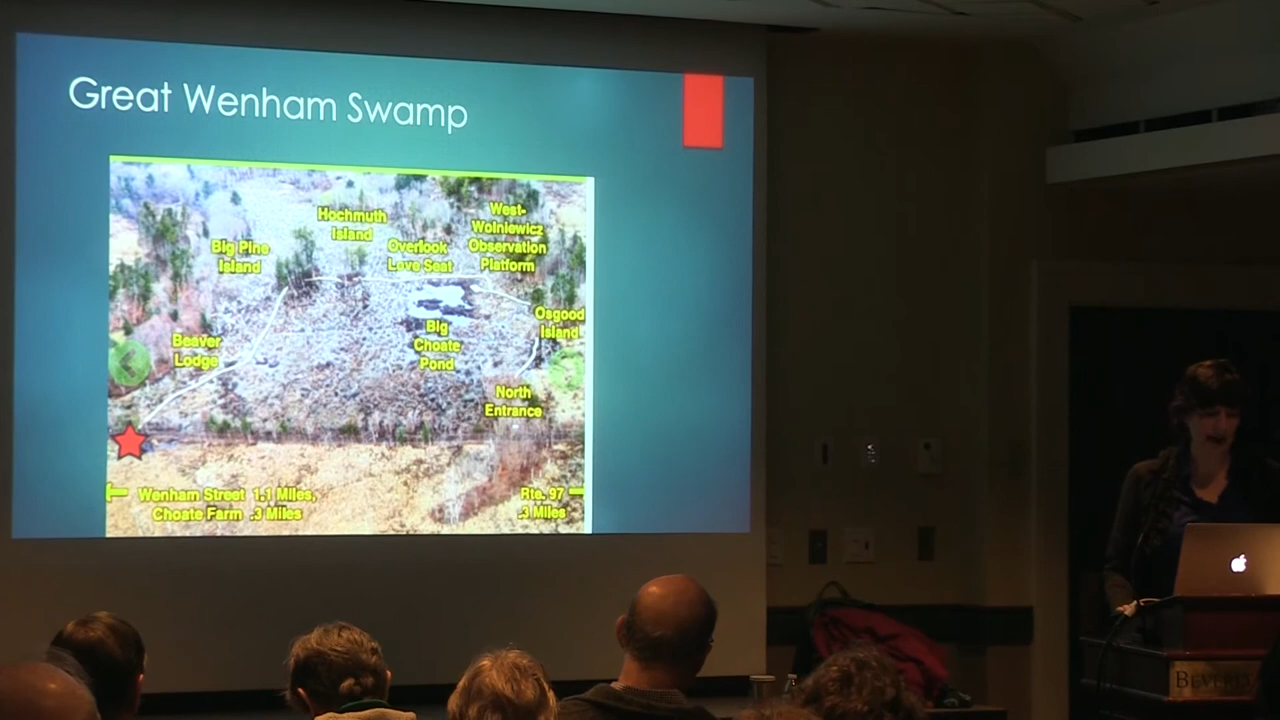 Great Wenham Swamp
West-
Wolniewicz
Observation
Platform
Hochmuth
Island
Overlook
Love Seat
Big Pine
Island
Osgood
Island
Big
Choate
Pond
Beaver
Lodge
North
Entrance
Wenham Street 1.1 Miles,
Choate Farm .3 Miles
Rte. 97
.3 Miles